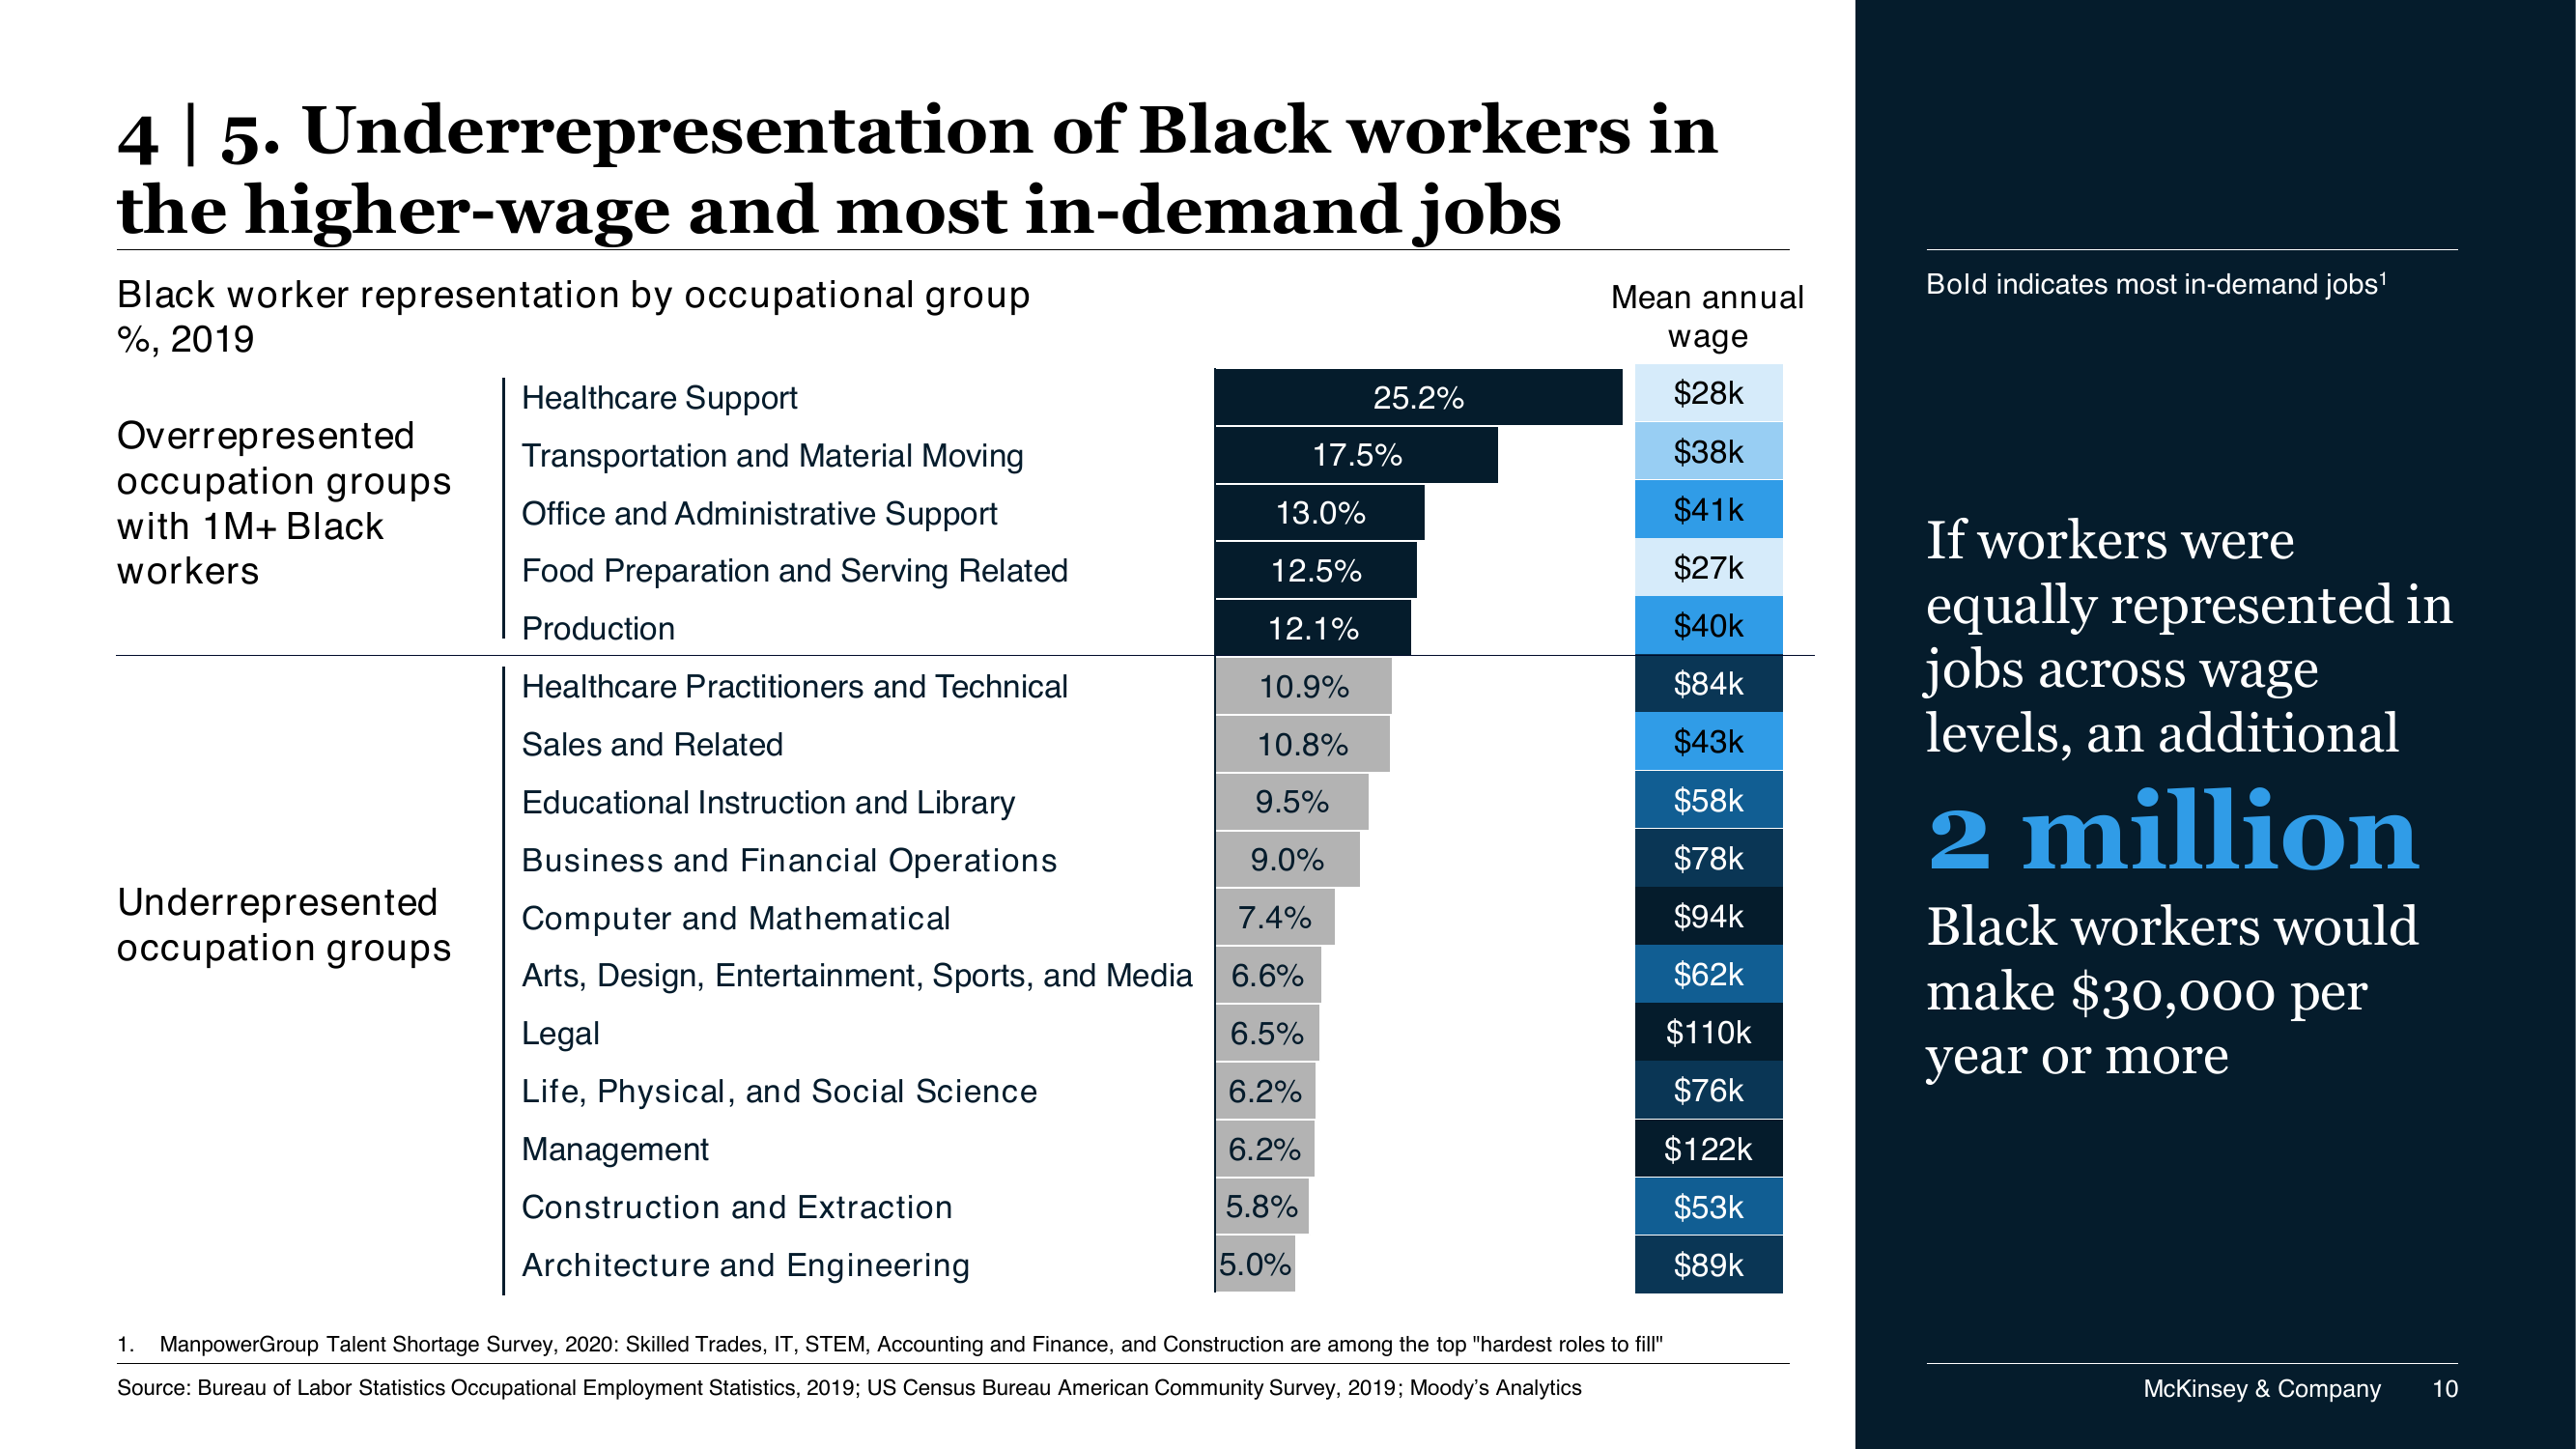 4 | 5. Underrepresentation of Black workers in
the higher-wage and most in-demand jobs
Black worker representation by occupational group
%, 2019
Mean annual
wage
Overrepresented
occupation groups
with 1M+ Black
workers
Healthcare Support 25.2% $28k
Transportation and Material Moving 17.5% $38k
Office and Administrative Support 13.0% $41k
Food Preparation and Serving Related 12.5% $27k
Production 12.1% $40k
Underrepresented
occupation groups
Healthcare Practitioners and Technical 10.9% $84k
Sales and Related 10.8% $43k
Educational Instruction and Library 9.5% $58k
Business and Financial Operations 9.0% $78k
Computer and Mathematical 7.4% $94k
Arts, Design, Entertainment, Sports, and Media 6.6% $62k
Legal 6.5% $110k
Life, Physical, and Social Science 6.2% $76k
Management 6.2% $122k
Construction and Extraction 5.8% $53k
Architecture and Engineering 5.0% $89k
1. ManpowerGroup Talent Shortage Survey, 2020: Skilled Trades, IT, STEM, Accounting and Finance, and Construction are among the top "hardest roles to fill"
Source: Bureau of Labor Statistics Occupational Employment Statistics, 2019; US Census Bureau American Community Survey, 2019; Moody’s Analytics
Bold indicates most in-demand jobs¹
If workers were
equally represented in
jobs across wage
levels, an additional
2 million
Black workers would
make $30,000 per
year or more
McKinsey & Company 10